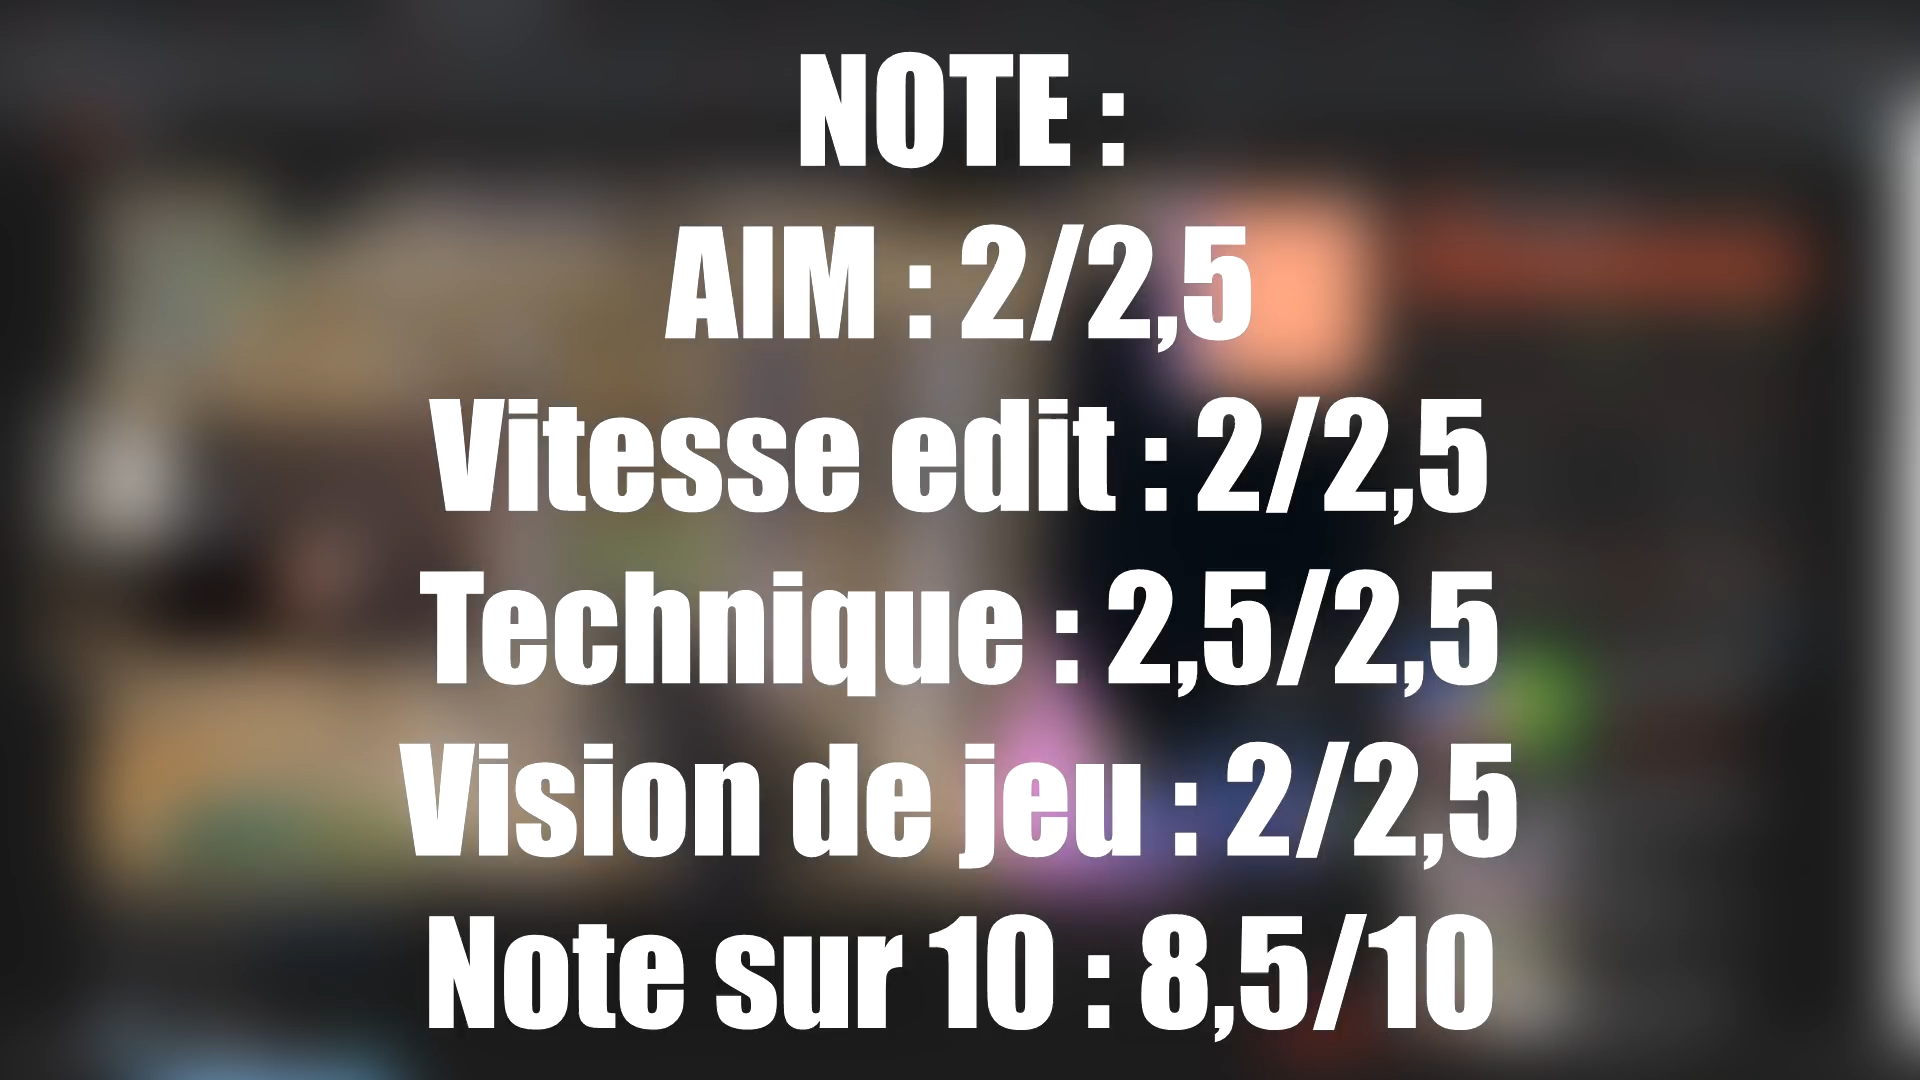 NOTE :
AIM : 2/2,5
Vitesse edit : 2/2,5
Technique : 2,5/2,5
Vision de jeu : 2/2,5
Note sur 10 : 8,5/10